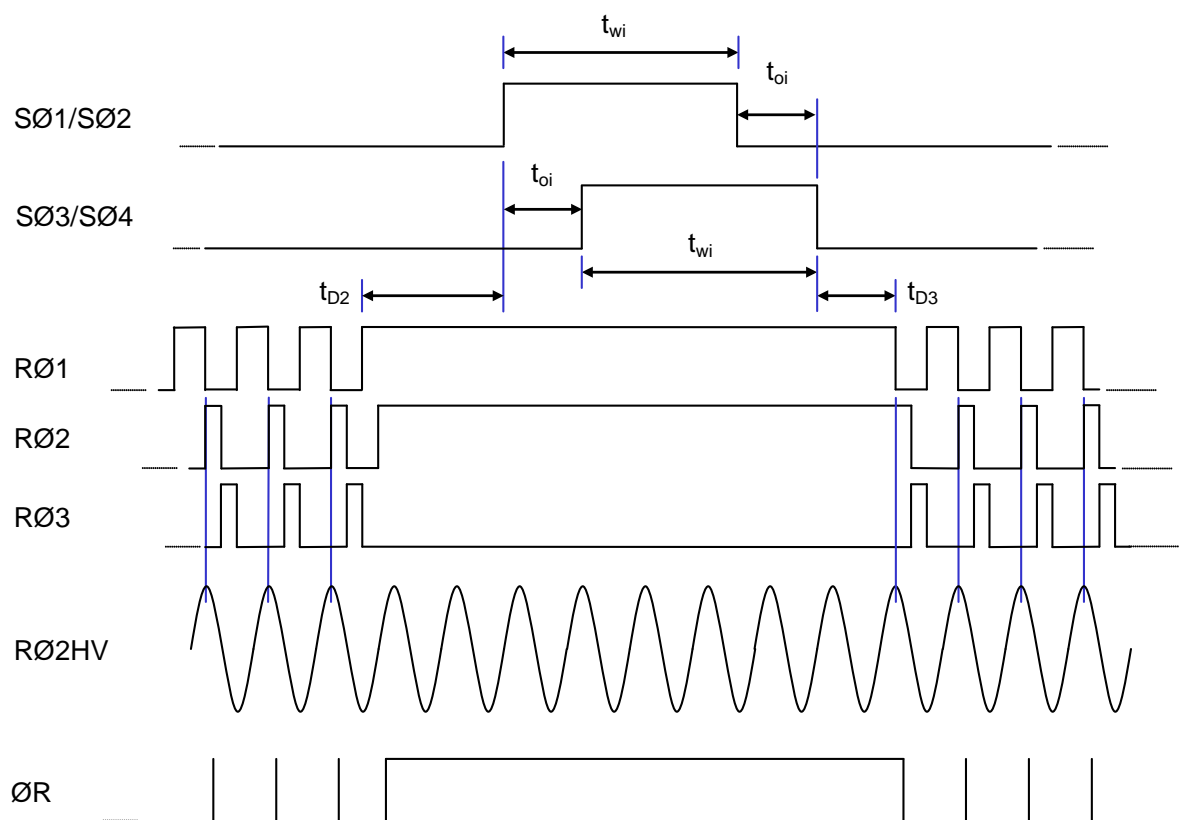 t_wi
t_oi
SØ1/SØ2
t_oi
SØ3/SØ4
t_wi
t_D2
t_D3
RØ1
RØ2
RØ3
RØ2HV
ØR